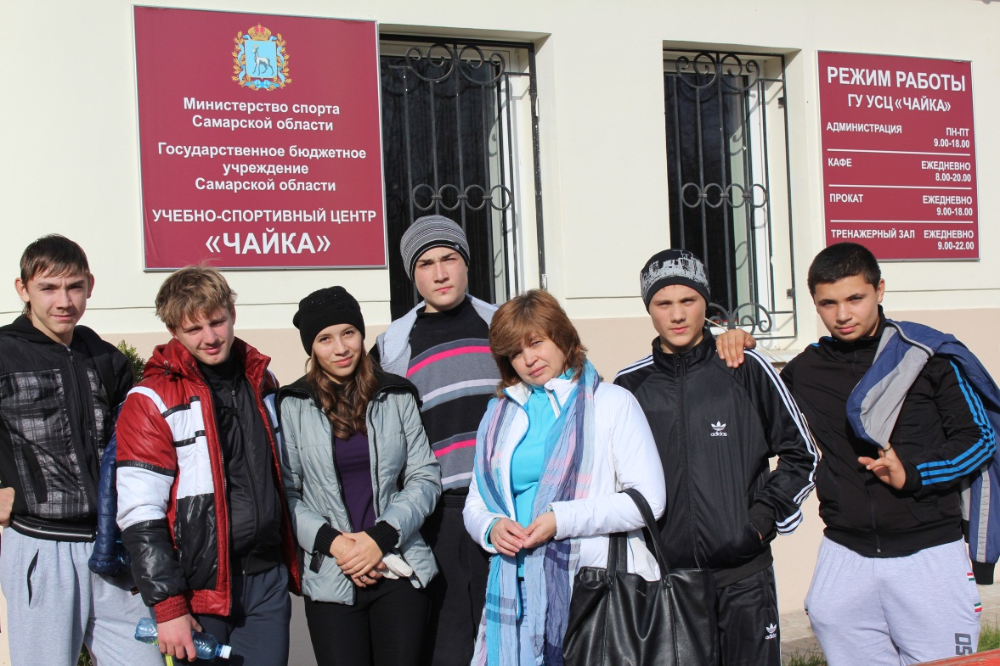 Министерство спорта
Самарской области
Государственное бюджетное
учреждение
Самарской области
УЧЕБНО-СПОРТИВНЫЙ ЦЕНТР
«ЧАЙКА»
РЕЖИМ РАБОТЫ
ГУ УСЦ «ЧАЙКА»
АДМИНИСТРАЦИЯ ПН-ПТ
9.00-18.00
КАФЕ ЕЖЕДНЕВНО
8.00-20.00
ПРОКАТ ЕЖЕДНЕВНО
9.00-18.00
ТРЕНАЖЕРНЫЙ ЗАЛ ЕЖЕДНЕВНО
9.00-22.00
adidas
adidas